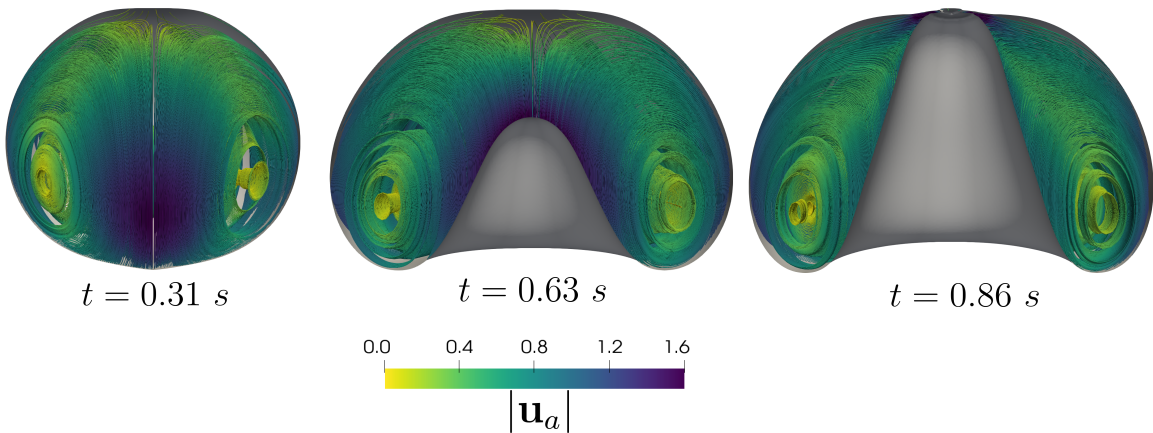 t = 0.31 s
t = 0.63 s
t = 0.86 s
0.0 0.4 0.8 1.2 1.6
|u_a|